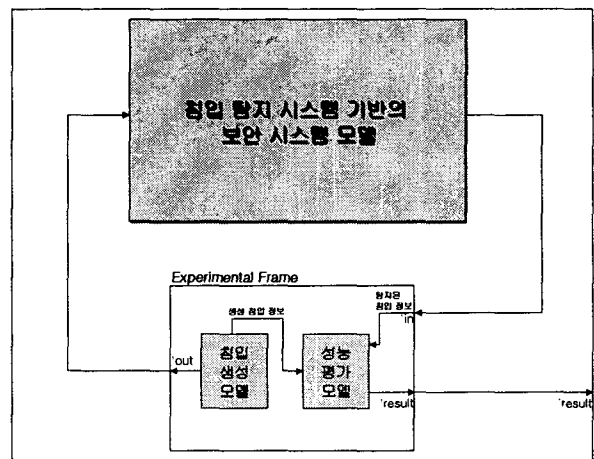 침입 탐지 시스템 기반의
보안 시스템 모델
Experimental Frame
생성 침입 정보
탐지된
침입 정보
'in
'out
침입
생성
모델
성능
평가
모델
'result
'result